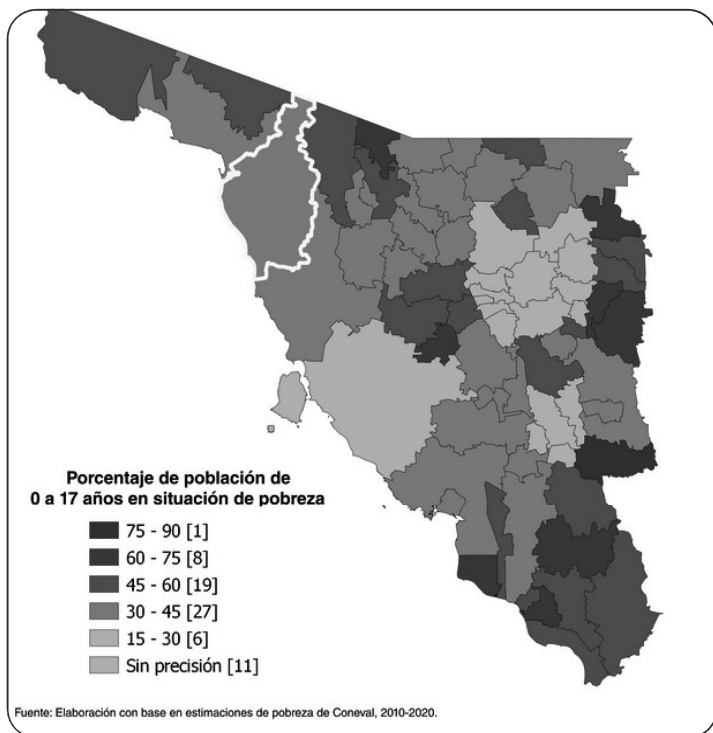 Porcentaje de población de
0 a 17 años en situación de pobreza
75 - 90 [1]
60 - 75 [8]
45 - 60 [19]
30 - 45 [27]
15 - 30 [6]
Sin precisión [11]
Fuente: Elaboración con base en estimaciones de pobreza de Coneval, 2010-2020.